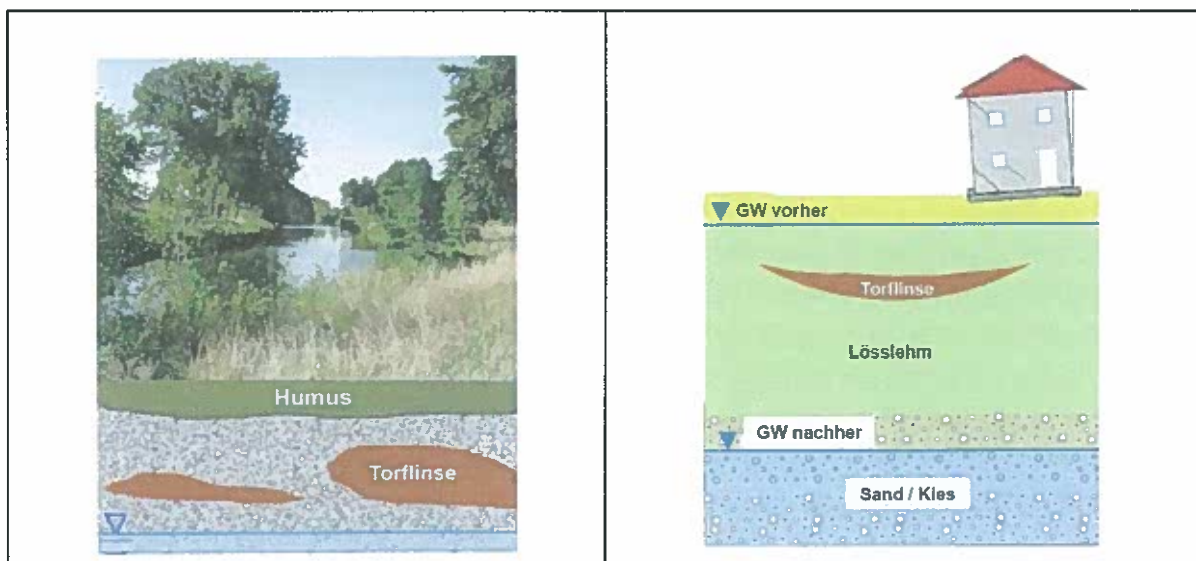 Humus
Torflinse
GW vorher
Torflinse
Lösslehm
GW nachher
Sand / Kies